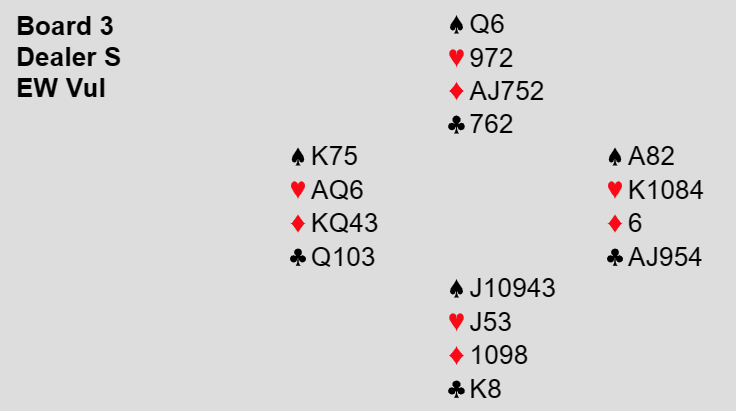 Board 3
Dealer S
EW Vul
♠ Q6
♥ 972
♦ AJ752
♣ 762
♠ K75
♥ AQ6
♦ KQ43
♣ Q103
♠ A82
♥ K1084
♦ 6
♣ AJ954
♠ J10943
♥ J53
♦ 1098
♣ K8